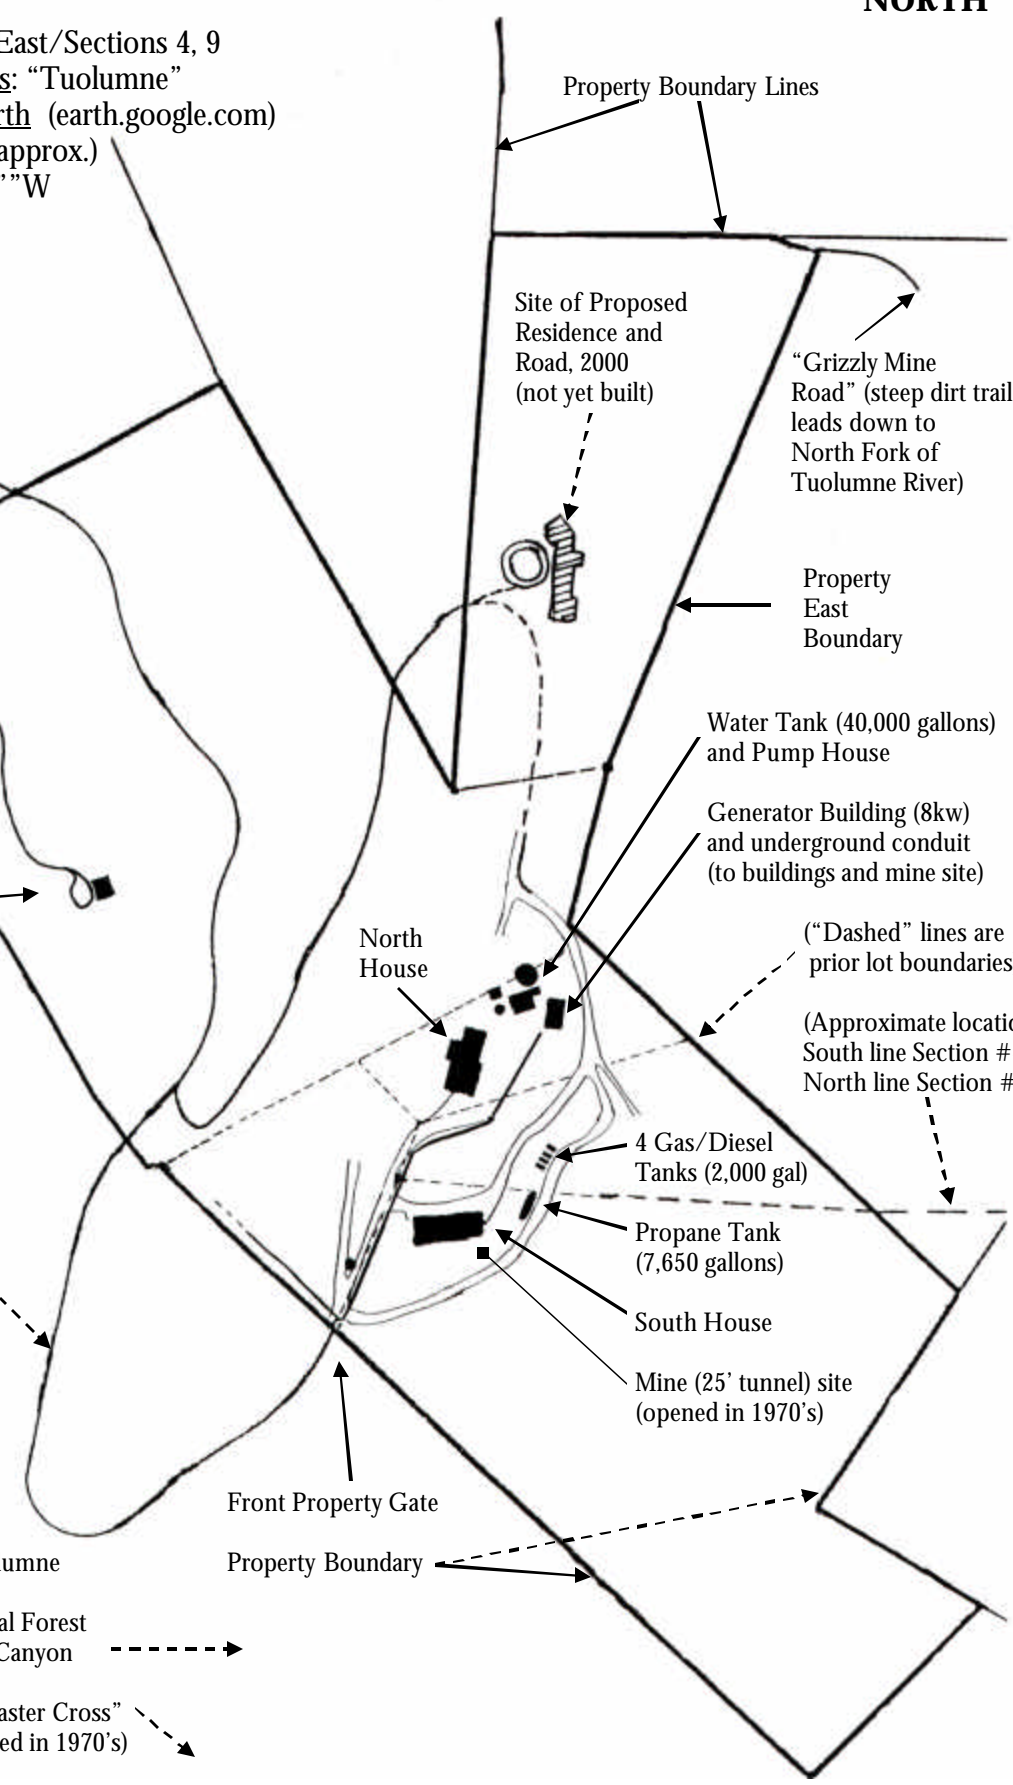 NORTH
East/Sections 4, 9
s: “Tuolumne”
rth (earth.google.com)
approx.)
’”W
Property Boundary Lines
Site of Proposed
Residence and
Road, 2000
(not yet built)
“Grizzly Mine
Road” (steep dirt trail
leads down to
North Fork of
Tuolumne River)
Property
East
Boundary
Water Tank (40,000 gallons)
and Pump House
Generator Building (8kw)
and underground conduit
(to buildings and mine site)
North
House
(“Dashed” lines are
prior lot boundaries
(Approximate locatio
South line Section #
North line Section #
4 Gas/Diesel
Tanks (2,000 gal)
Propane Tank
(7,650 gallons)
South House
Mine (25’ tunnel) site
(opened in 1970's)
Front Property Gate
Property Boundary
lumne
al Forest
Canyon
aster Cross”
ed in 1970's)